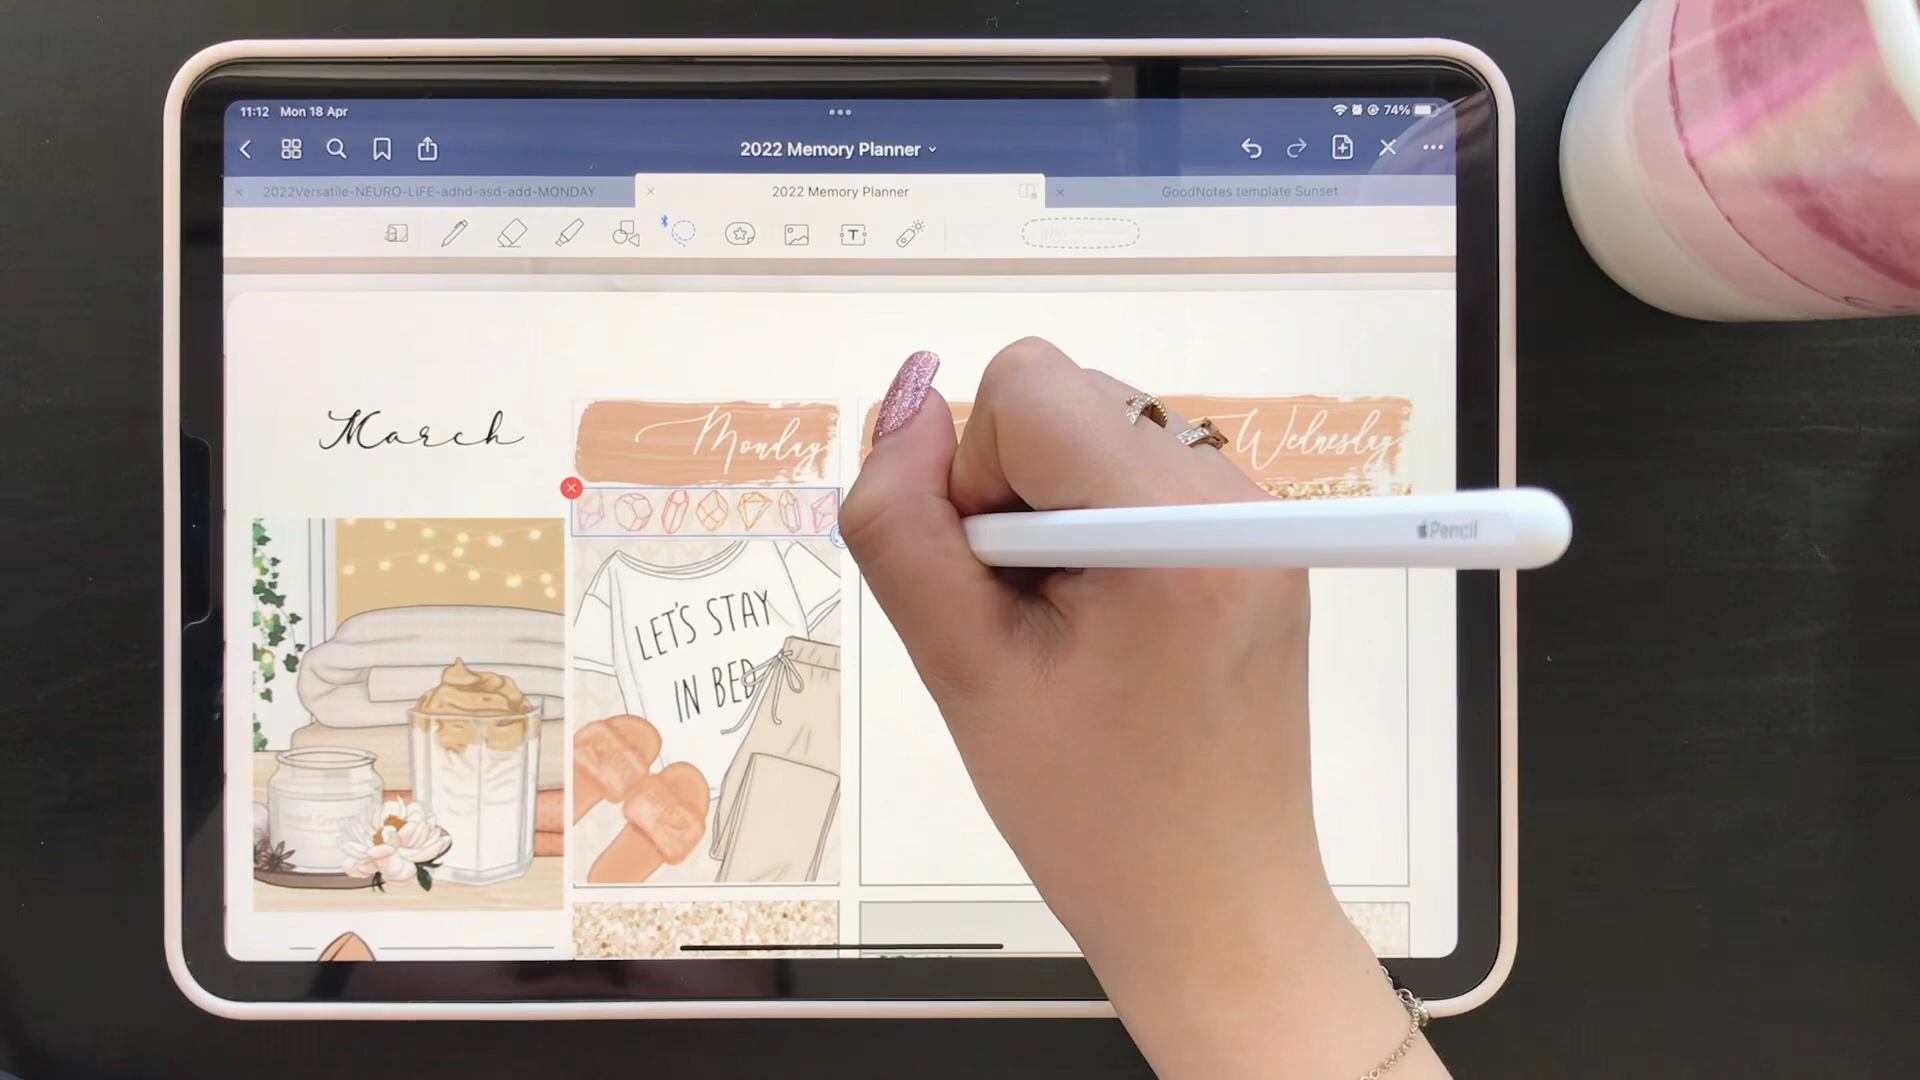 11:12 Mon 18 Apr
74%
2022 Memory Planner
2022Versatile-NEURO-LIFE-adhd-asd-add-MONDAY
2022 Memory Planner
GoodNotes template Sunset
T
March
Monday
Wednesday
LET'S STAY
IN BED
Pencil